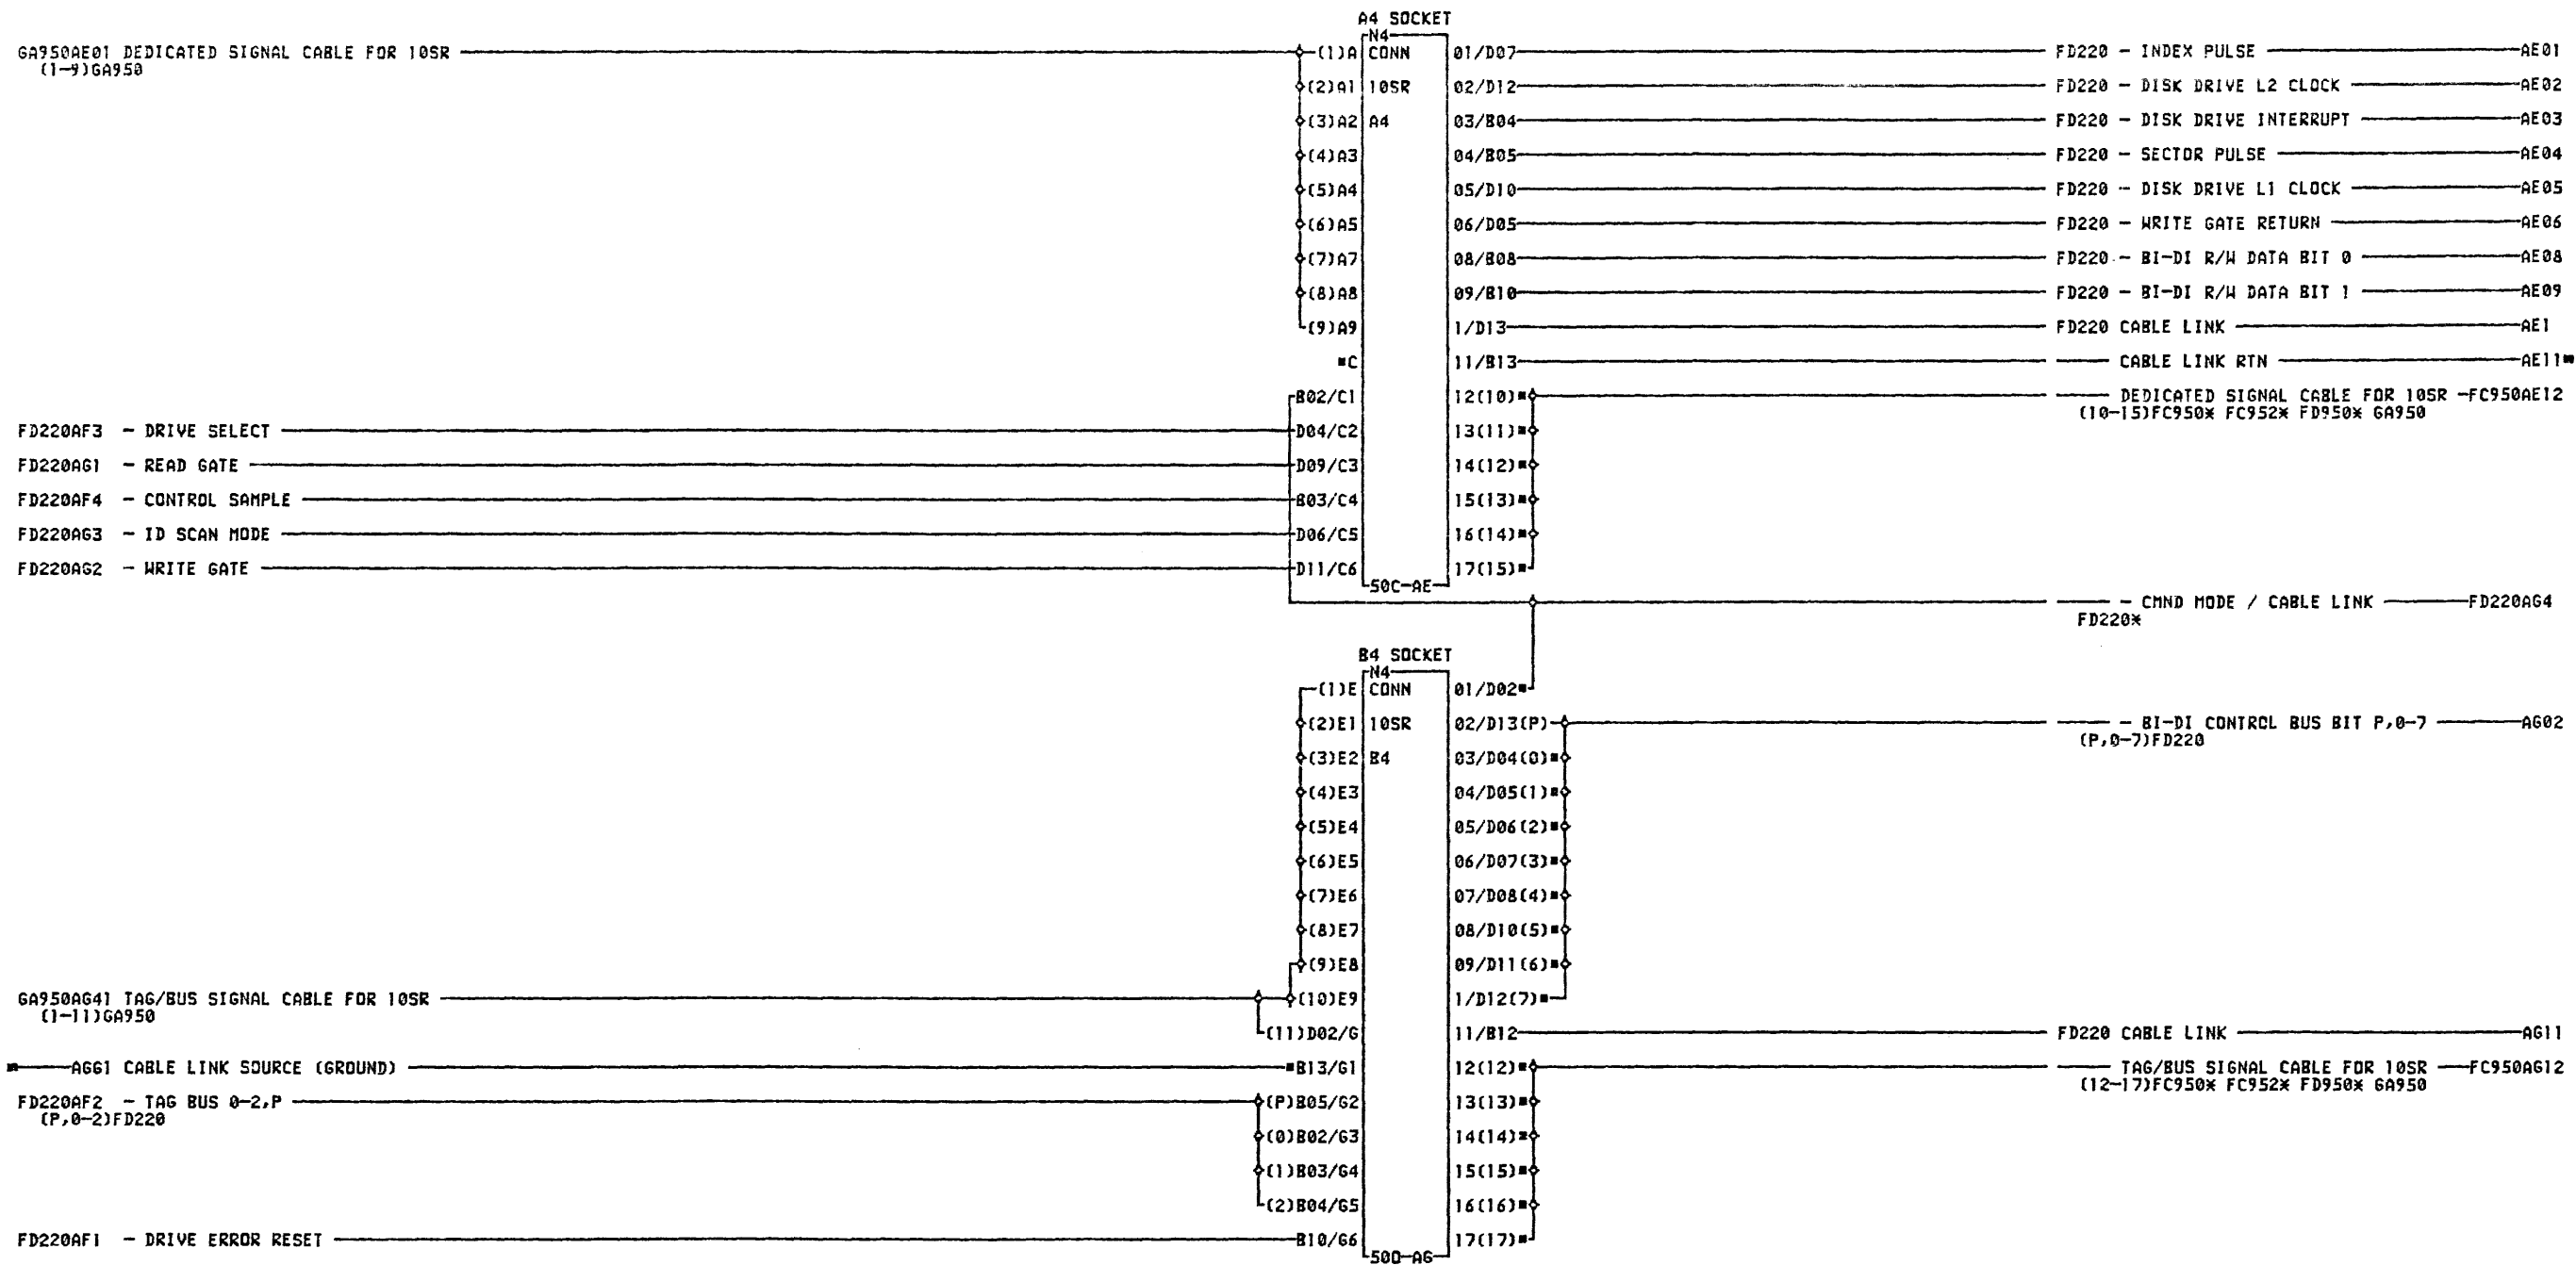 A4 SOCKET
N4
GA950AE01 DEDICATED SIGNAL CABLE FOR 10SR (1)A CONN 01/D07 FD220 - INDEX PULSE AE01
(1-9)GA950
(2)A1 10SR 02/D12 FD220 - DISK DRIVE L2 CLOCK AE02
(3)A2 A4 03/B04 FD220 - DISK DRIVE INTERRUPT AE03
(4)A3 04/B05 FD220 - SECTOR PULSE AE04
(5)A4 05/D10 FD220 - DISK DRIVE L1 CLOCK AE05
(6)A5 06/D05 FD220 - WRITE GATE RETURN AE06
(7)A7 08/B08 FD220 - BI-DI R/W DATA BIT 0 AE08
(8)A8 09/B10 FD220 - BI-DI R/W DATA BIT 1 AE09
(9)A9 1/D13 FD220 CABLE LINK AE1
■C 11/B13 CABLE LINK RTN AE11■
B02/C1 12(10)■ DEDICATED SIGNAL CABLE FOR 10SR -FC950AE12
(10-15)FC950* FC952* FD950* GA950
FD220AF3 - DRIVE SELECT D04/C2 13(11)■
FD220AG1 - READ GATE D09/C3 14(12)■
FD220AF4 - CONTROL SAMPLE B03/C4 15(13)■
FD220AG3 - ID SCAN MODE D06/C5 16(14)■
FD220AG2 - WRITE GATE D11/C6 17(15)■
50C-AE
- CMND MODE / CABLE LINK FD220AG4
FD220*
B4 SOCKET
N4
(1)E CONN 01/D02■
(2)E1 10SR 02/D13(P) - BI-DI CONTROL BUS BIT P,0-7 AG02
(P,0-7)FD220
(3)E2 B4 03/D04(0)■
(4)E3 04/D05(1)■
(5)E4 05/D06(2)■
(6)E5 06/D07(3)■
(7)E6 07/D08(4)■
(8)E7 08/D10(5)■
(9)E8 09/D11(6)■
GA950AG41 TAG/BUS SIGNAL CABLE FOR 10SR (10)E9 1/D12(7)■
(1-11)GA950
(11)D02/G 11/B12 FD220 CABLE LINK AG11
■ AGG1 CABLE LINK SOURCE (GROUND) ■B13/G1 12(12)■ TAG/BUS SIGNAL CABLE FOR 10SR FC950AG12
(12-17)FC950* FC952* FD950* GA950
FD220AF2 - TAG BUS 0-2,P (P)B05/G2 13(13)■
(P,0-2)FD220
(0)B02/G3 14(14)■
(1)B03/G4 15(15)■
(2)B04/G5 16(16)■
FD220AF1 - DRIVE ERROR RESET B10/G6 17(17)■
50D-AG